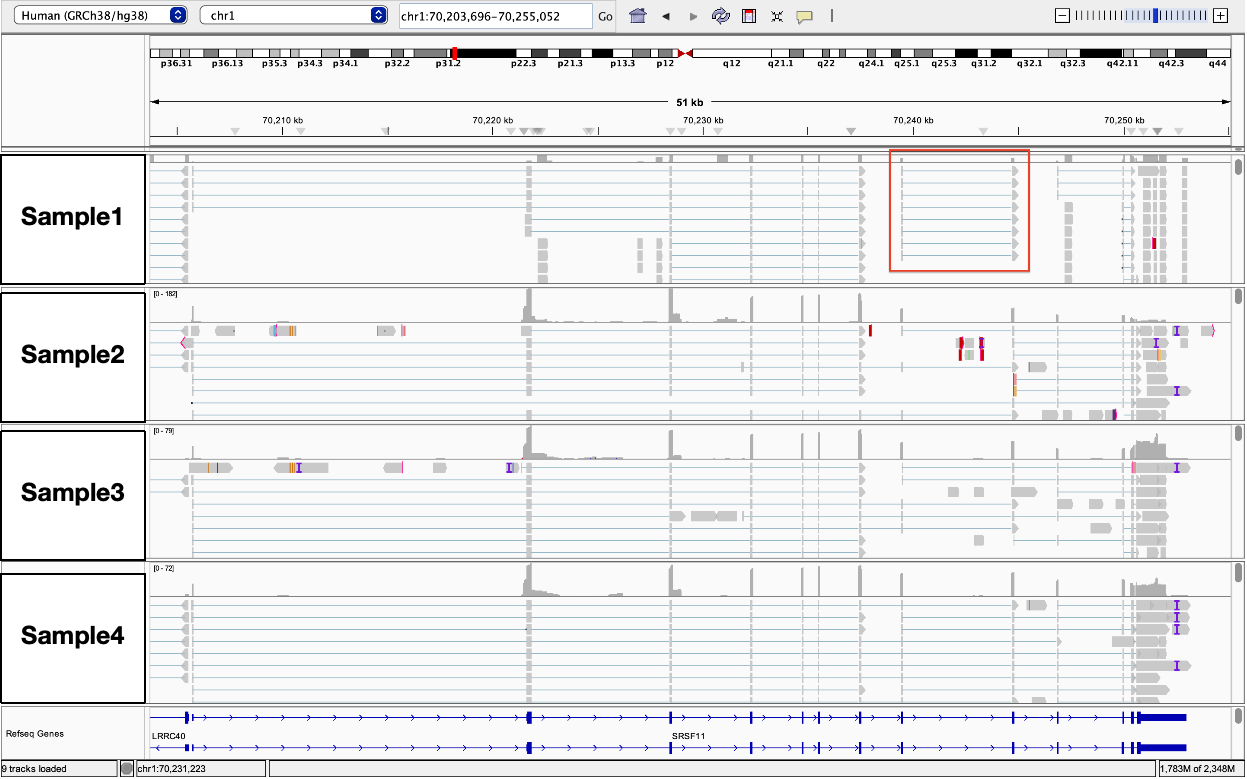 Human (GRCh38/hg38) chr1 chr1:70,203,696-70,255,052 Go
p36.31 p36.13 p35.3 p34.3 p34.1 p32.2 p31.2 p22.3 p21.3 p13.3 p12 q12 q21.1 q22 q24.1 q25.1 q25.3 q31.2 q32.1 q32.3 q42.11 q42.3 q44
51 kb
70,210 kb 70,220 kb 70,230 kb 70,240 kb 70,250 kb
Sample1
[0 - 182]
Sample2
[0 - 79]
Sample3
[0 - 72]
Sample4
Refseq Genes
LRRC40 SRSF11
9 tracks loaded chr1:70,231,223 1,783M of 2,348M